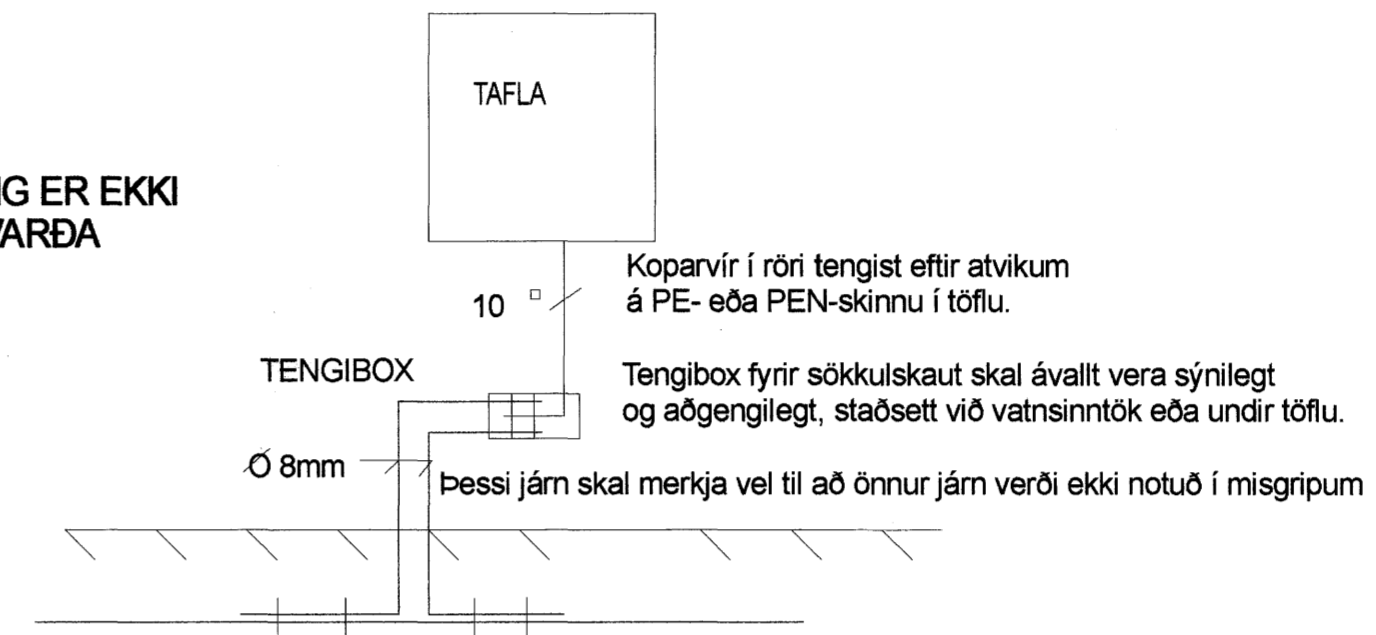 TAFLA
ER EKKI
Koparvír í röri tengist eftir atvikum
á PE- eða PEN-skinnu í töflu.
10 □
TENGIBOX
Tengibox fyrir sökkulskaut skal ávallt vera sýnilegt
og aðgengilegt, staðsett við vatnsinntök eða undir töflu.
Ø 8mm
Þessi járn skal merkja vel til að önnur járn verði ekki notuð í misgripum